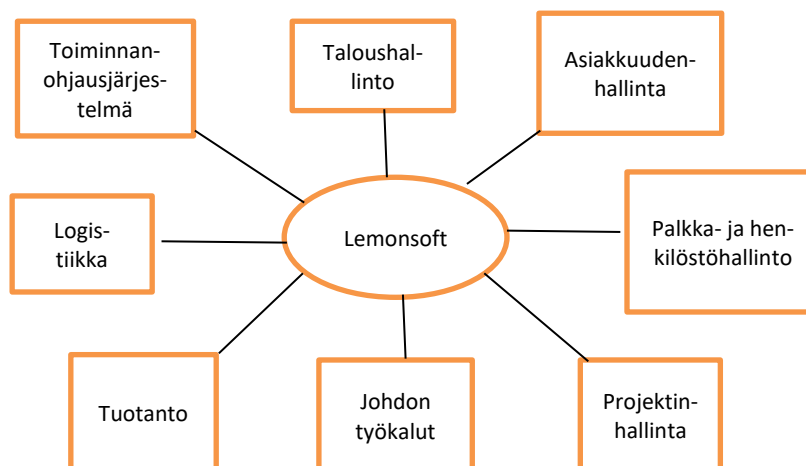 Toiminnan-
ohjausjärjes-
telmä
Taloushal-
linto
Asiakkuuden-
hallinta
Logis-
tiikka
Lemonsoft
Palkka- ja hen-
kilöstöhallinto
Tuotanto
Johdon
työkalut
Projektin-
hallinta